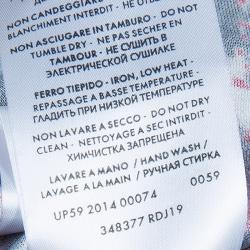 NON CANDEGGIARE
BLANCHIMENT INTERDIT - НЕ
NON ASCIUGARE IN TAMBURO - DO NOT
TUMBLE DRY - NE PAS SECHER EN
TAMBOUR - НЕ СУШИТЬ В
ЭЛЕКТРИЧЕСКОЙ СУШИЛКЕ
FERRO TIEPIDO - IRON, LOW HEAT -
REPASSAGE A BASSE TEMPERATURE -
ГЛАДИТЬ ПРИ НИЗКОЙ ТЕМПЕРАТУРЕ
NON LAVARE A SECCO - DO NOT DRY
CLEAN - NETTOYAGE A SEC INTERDIT -
ХИМЧИСТКА ЗАПРЕЩЕНА
LAVARE A MANO / HAND WASH /
LAVAGE A LA MAIN / РУЧНАЯ СТИРКА
UP59 2014 00074 0059
348377 RDJ19